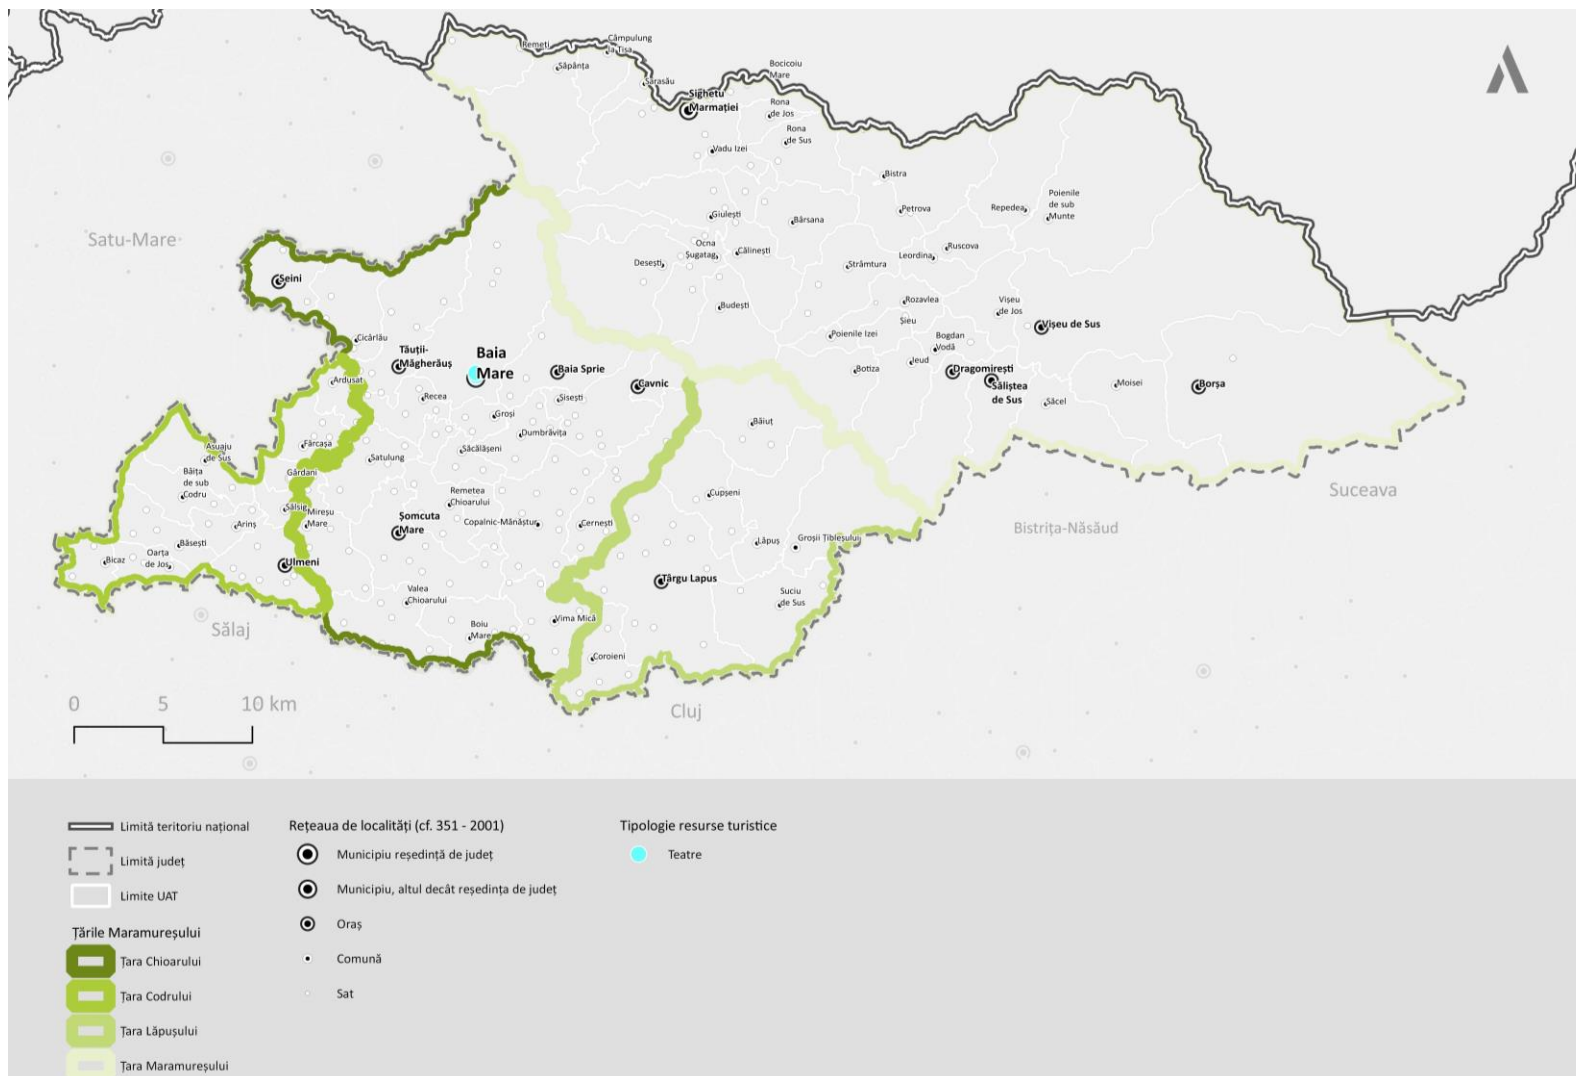 Remeți
Câmpulung
la Tisa
Săpânța
Sarasău
Bocicoiu
Mare
Sighetu
Marmației
Rona
de Jos
Rona
de Sus
Vadu Izei
Bistra
Poienile
de sub
Munte
Petrova
Repedea
Giulești
Bârsana
Satu-Mare
Ocna
Șugatag
Călinești
Ruscova
Leordina
Desești
Strâmtura
Seini
Budești
Rozavlea
Vișeu
de Jos
Șieu
Vișeu de Sus
Cicârlău
Poienile Izei
Bogdan
Vodă
Tăuții-
Măgherăuș
Baia
Mare
Baia Sprie
Cavnic
Ieud
Botiza
Dragomirești
Săliștea
de Sus
Moisei
Borșa
Ardusat
Recea
Sisești
Săcel
Groși
Băiuț
Dumbrăvița
Asuaju
de Sus
Fărcașa
Satulung
Săcălășeni
Băița
de sub
Codru
Gârdani
Remetea
Chioarului
Cupșeni
Suceava
Sălsig
Mireșu
Mare
Arinș
Șomcuta
Mare
Copalnic-Mănăștur
Cernești
Bistrița-Năsăud
Băsești
Lăpuș
Groșii Țibleșului
Bicaz
Oarța
de Jos
Ulmeni
Târgu Lapus
Valea
Chioarului
Suciu
de Sus
Sălaj
Boiu
Mare
Vima Mică
Coroieni
0 5 10 km
Cluj
Limită teritoriu național
Limită județ
Limite UAT
Țările Maramureșului
Țara Chioarului
Țara Codrului
Țara Lăpușului
Țara Maramureșului
Rețeaua de localități (cf. 351 - 2001)
Municipiu reședință de județ
Municipiu, altul decât reședința de județ
Oraș
Comună
Sat
Tipologie resurse turistice
Teatre